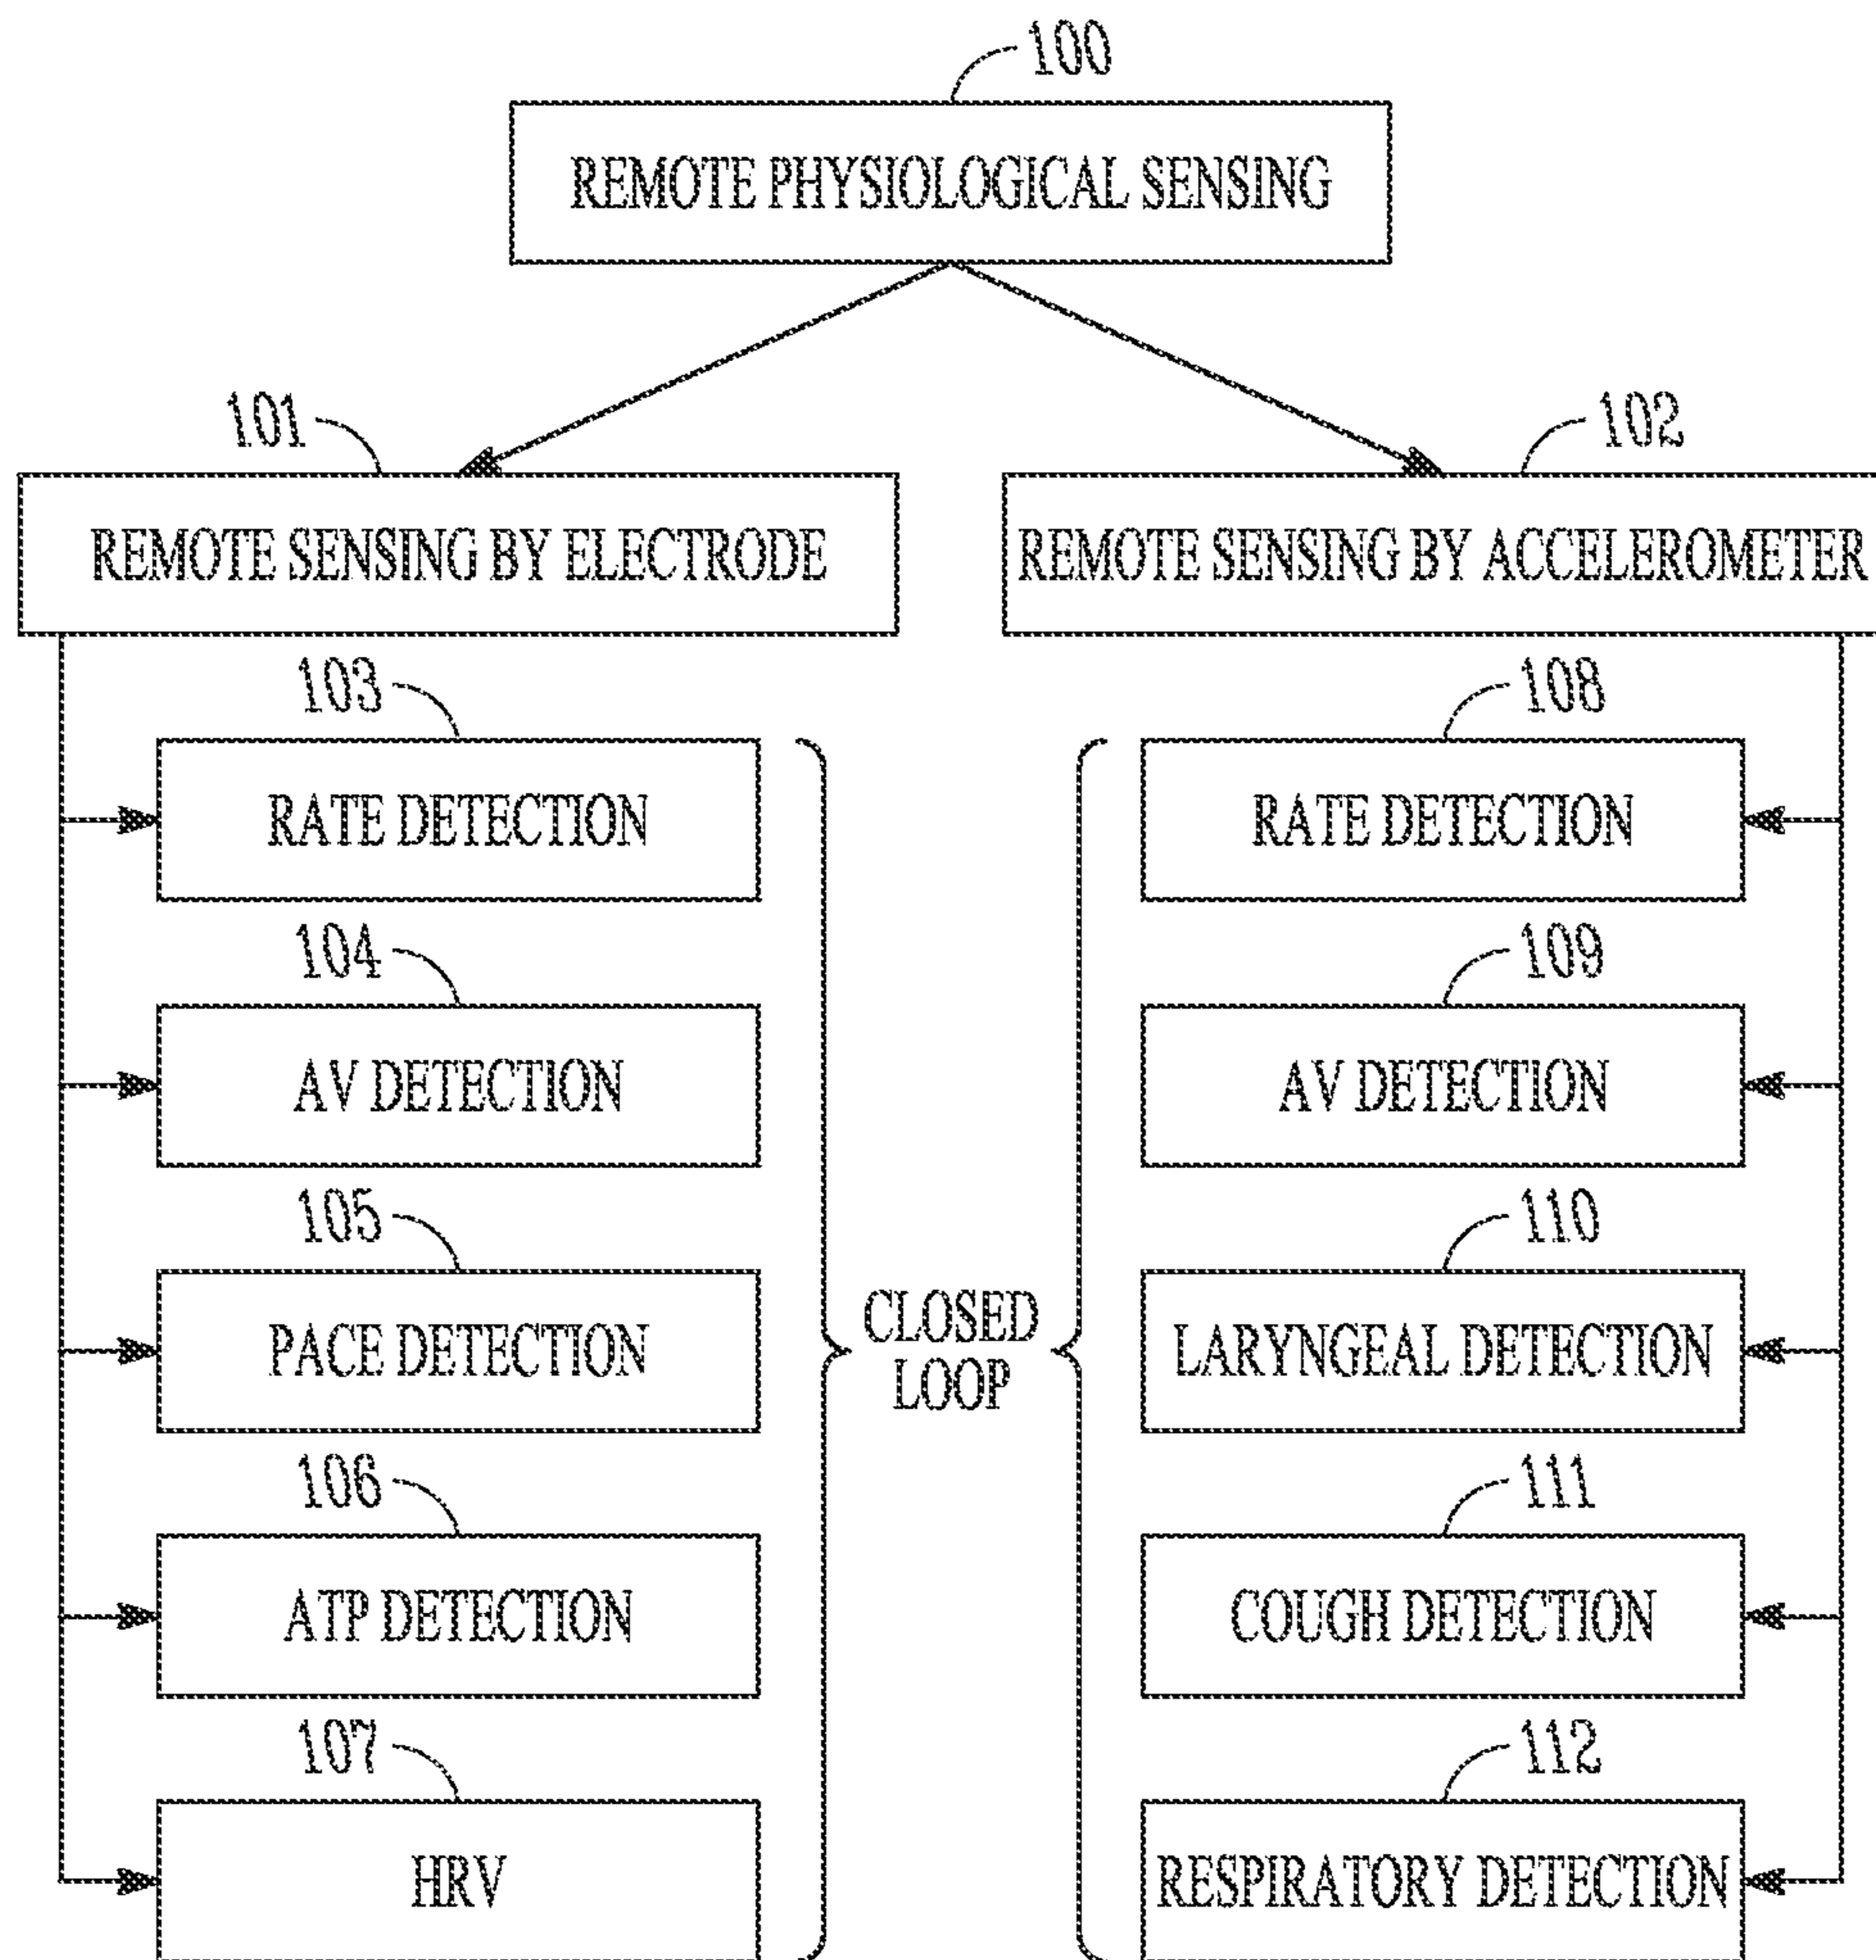 100
REMOTE PHYSIOLOGICAL SENSING
101
REMOTE SENSING BY ELECTRODE
102
REMOTE SENSING BY ACCELEROMETER
103
RATE DETECTION
104
AV DETECTION
105
PACE DETECTION
106
ATP DETECTION
107
HRV
CLOSED
LOOP
108
RATE DETECTION
109
AV DETECTION
110
LARYNGEAL DETECTION
111
COUGH DETECTION
112
RESPIRATORY DETECTION